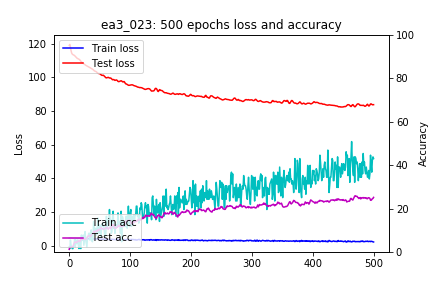 ea3_023: 500 epochs loss and accuracy
Train loss
Test loss
Train acc
Test acc
Loss
120
100
80
60
40
20
0
Accuracy
100
80
60
40
20
0
0
100
200
300
400
500